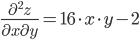 ∂²z/∂x∂y = 16·x·y − 2